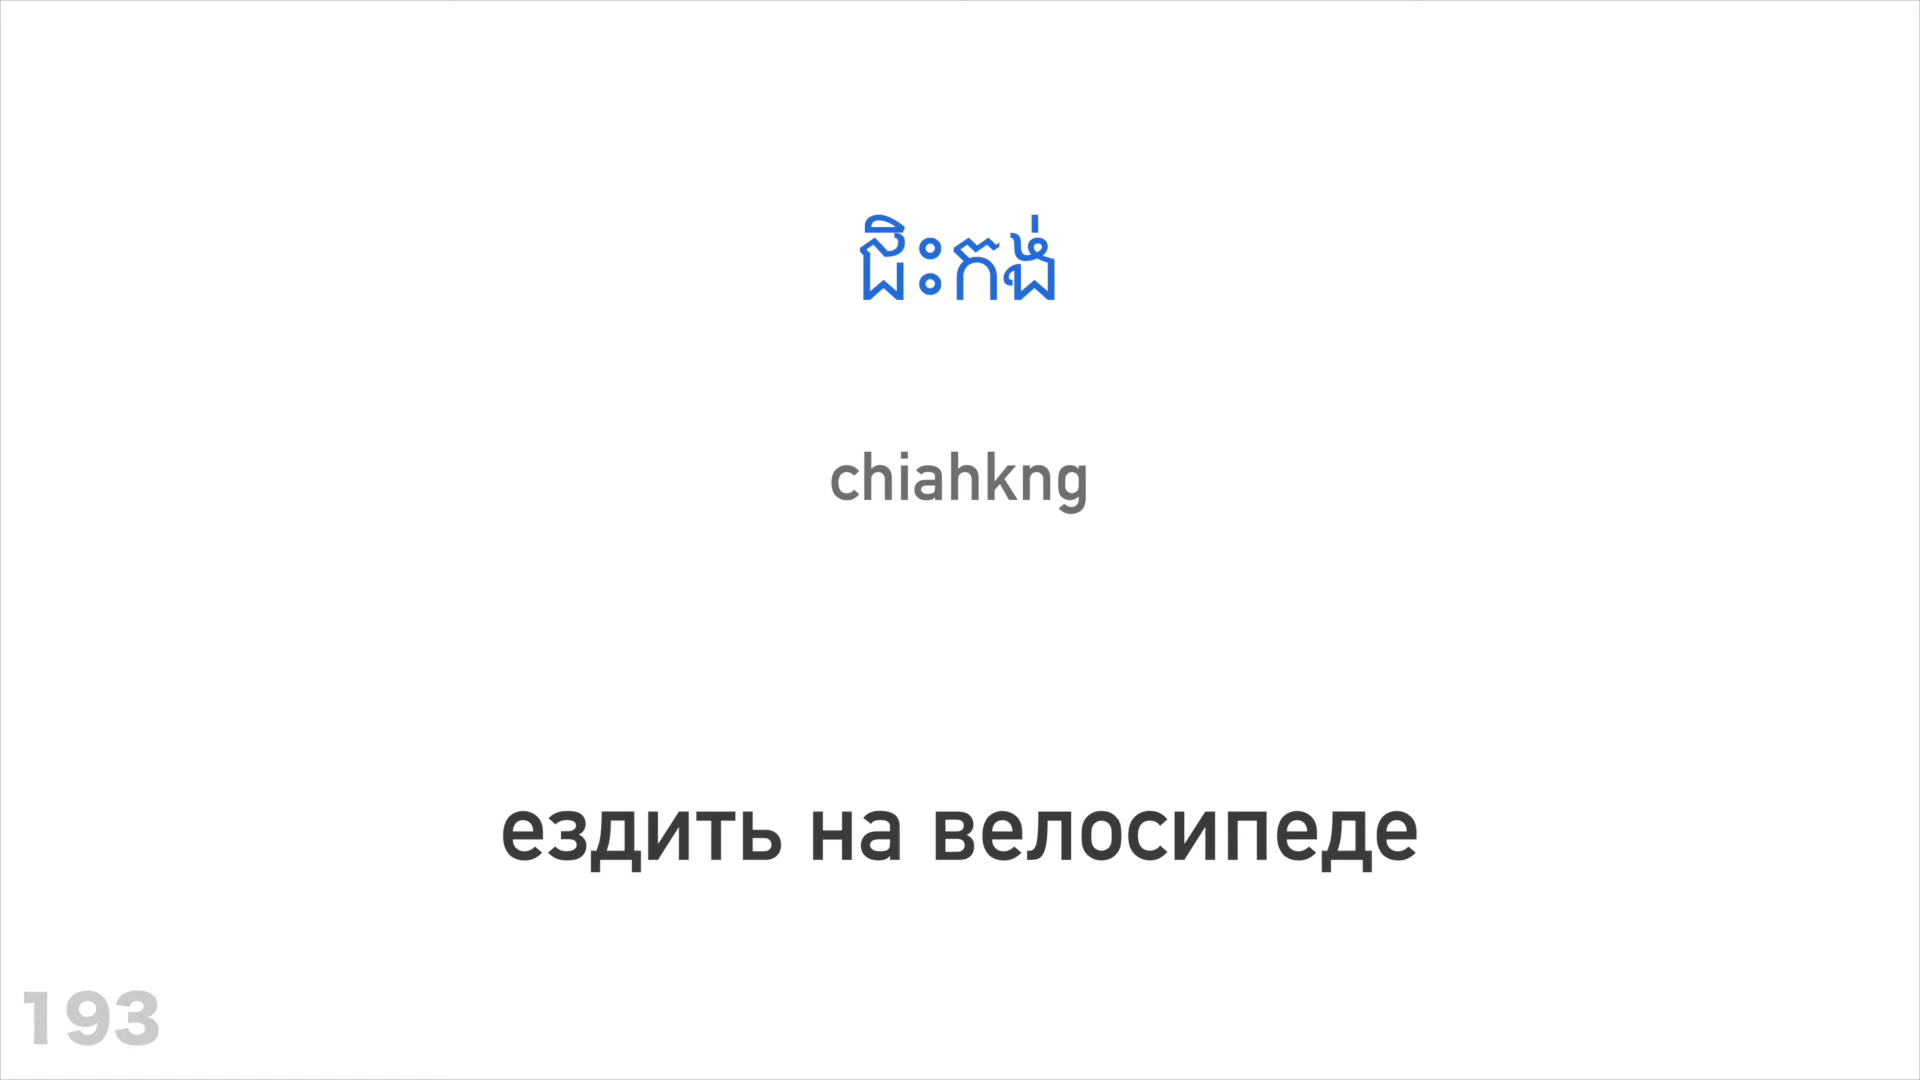 ជិះកង់
chiahkng
ездить на велосипеде
193